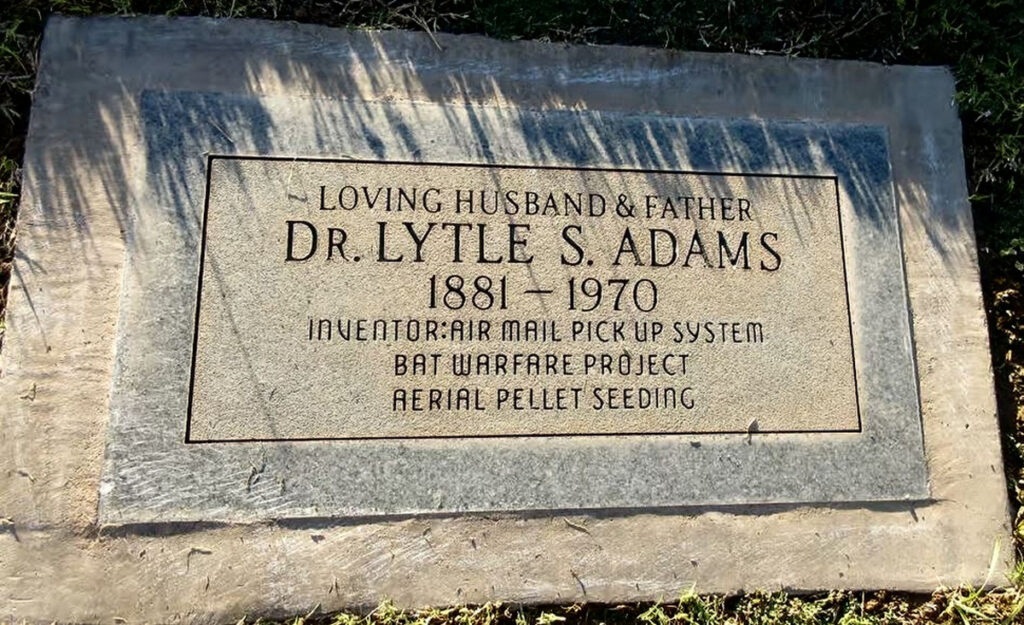 LOVING HUSBAND & FATHER
DR. LYTLE S. ADAMS
1881 – 1970
INVENTOR: AIR MAIL PICK UP SYSTEM
BAT WARFARE PROJECT
AERIAL PELLET SEEDING